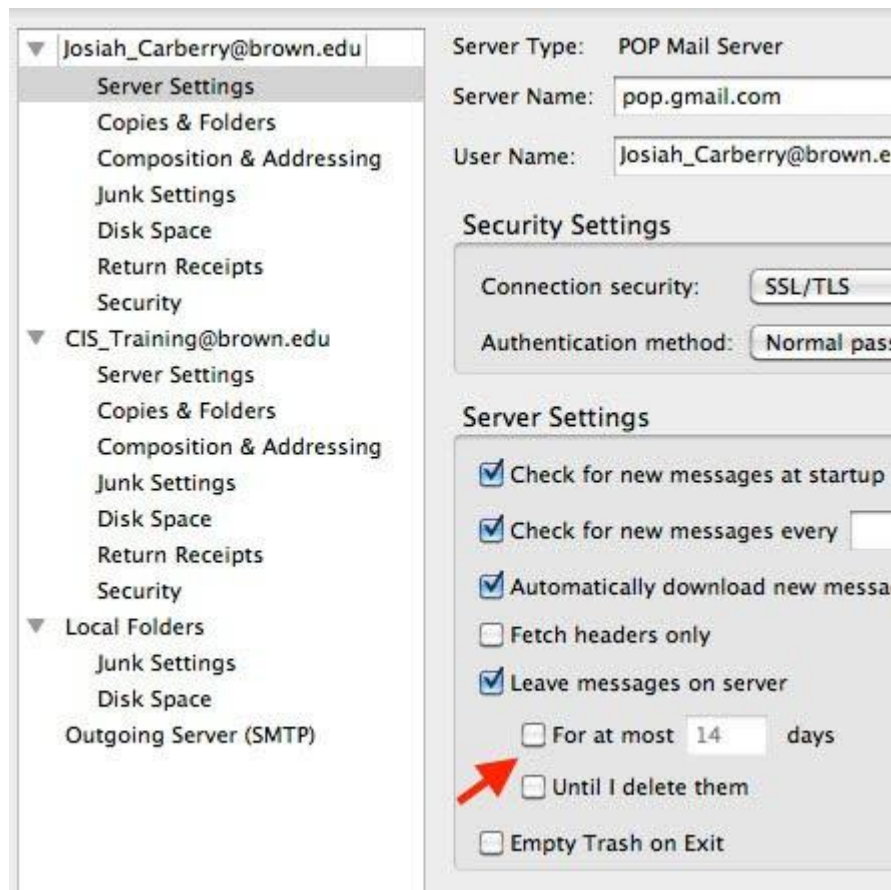 Josiah_Carberry@brown.edu
Server Settings
Copies & Folders
Composition & Addressing
Junk Settings
Disk Space
Return Receipts
Security
CIS_Training@brown.edu
Server Settings
Copies & Folders
Composition & Addressing
Junk Settings
Disk Space
Return Receipts
Security
Local Folders
Junk Settings
Disk Space
Outgoing Server (SMTP)
Server Type: POP Mail Server
Server Name: pop.gmail.com
User Name: Josiah_Carberry@brown.e
Security Settings
Connection security: SSL/TLS
Authentication method: Normal pass
Server Settings
Check for new messages at startup
Check for new messages every
Automatically download new messa
Fetch headers only
Leave messages on server
For at most 14 days
Until I delete them
Empty Trash on Exit